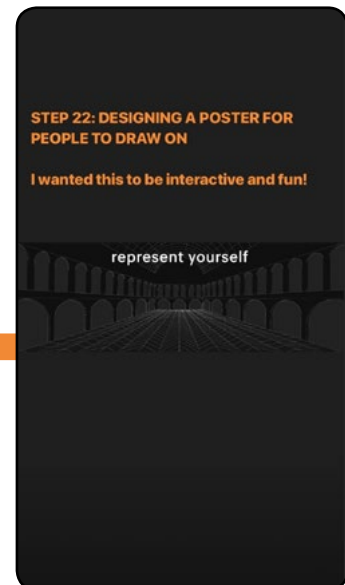 STEP 22: DESIGNING A POSTER FOR
PEOPLE TO DRAW ON
I wanted this to be interactive and fun!
represent yourself